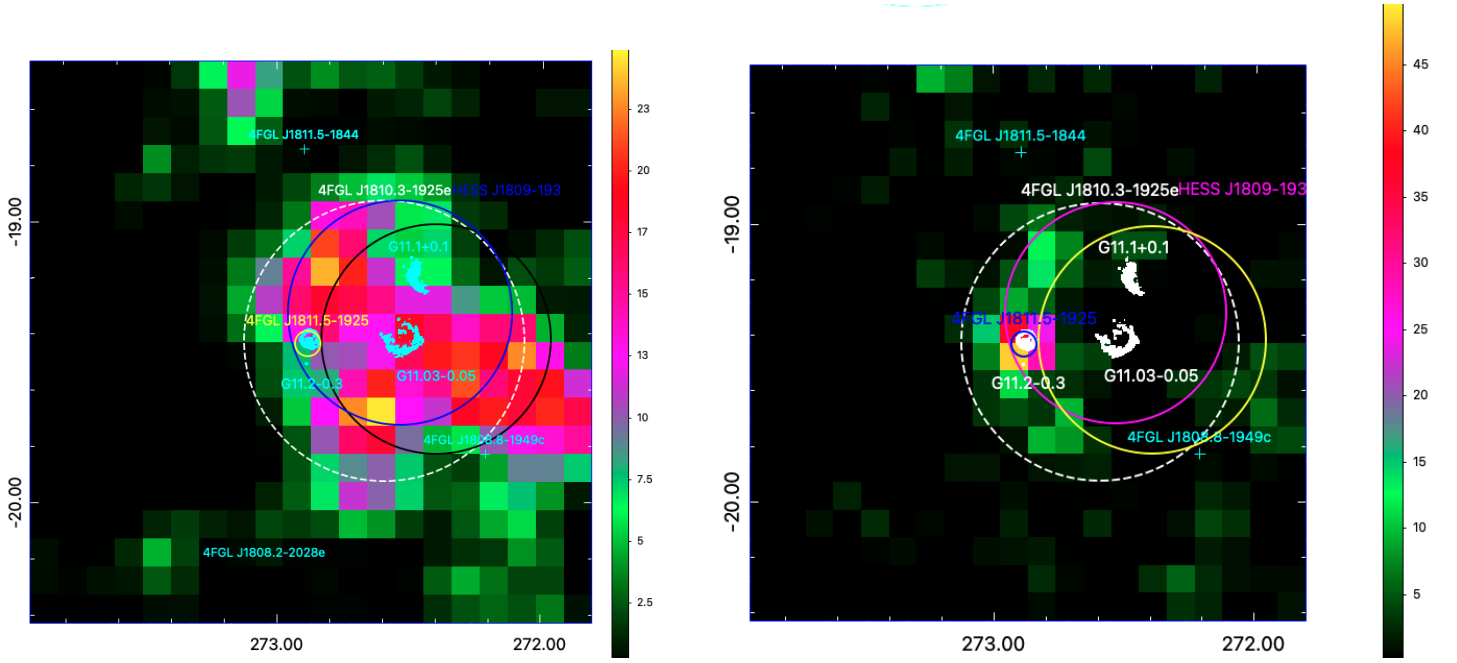 4FGL J1811.5-1844
4FGL J1810.3-1925e
HESS J1809-193
G11.1+0.1
4FGL J1811.5-1925
G11.2-0.3
G11.03-0.05
4FGL J1808.8-1949c
4FGL J1808.2-2028e
-19.00
-20.00
273.00
272.00
23
20
17
15
13
10
7.5
5
2.5
4FGL J1811.5-1844
4FGL J1810.3-1925e
HESS J1809-193
G11.1+0.1
4FGL J1811.5-1925
G11.2-0.3
G11.03-0.05
4FGL J1808.8-1949c
-19.00
-20.00
273.00
272.00
45
40
35
30
25
20
15
10
5